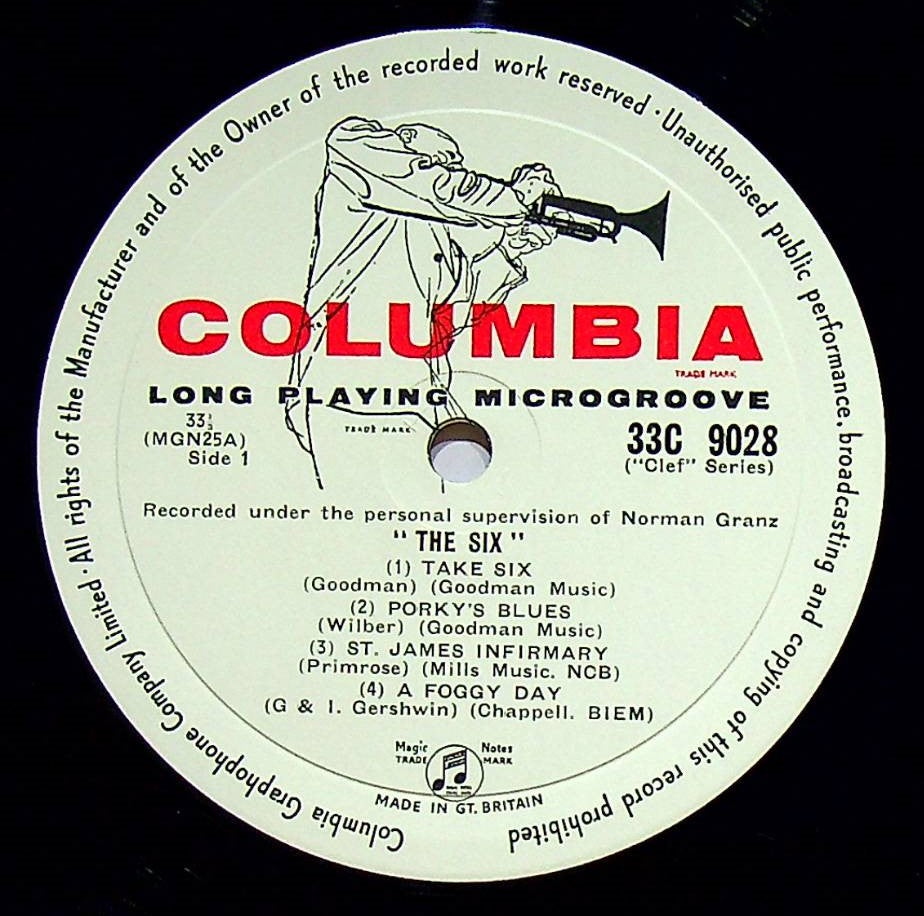 Columbia Graphophone Company Limited · All rights of the Manufacturer and of the Owner of the recorded work reserved · Unauthorised public performance, broadcasting and copying of this record prohibited
COLUMBIA
TRADE MARK
LONG PLAYING MICROGROOVE
33⅓
TRADE MARK
33C 9028
(MGN25A)
Side 1
("Clef" Series)
Recorded under the personal supervision of Norman Granz
"THE SIX"
(1) TAKE SIX
(Goodman) (Goodman Music)
(2) PORKY'S BLUES
(Wilber) (Goodman Music)
(3) ST. JAMES INFIRMARY
(Primrose) (Mills Music. NCB)
(4) A FOGGY DAY
(G & I. Gershwin) (Chappell. BIEM)
Magic Notes
TRADE MARK
MADE IN GT. BRITAIN